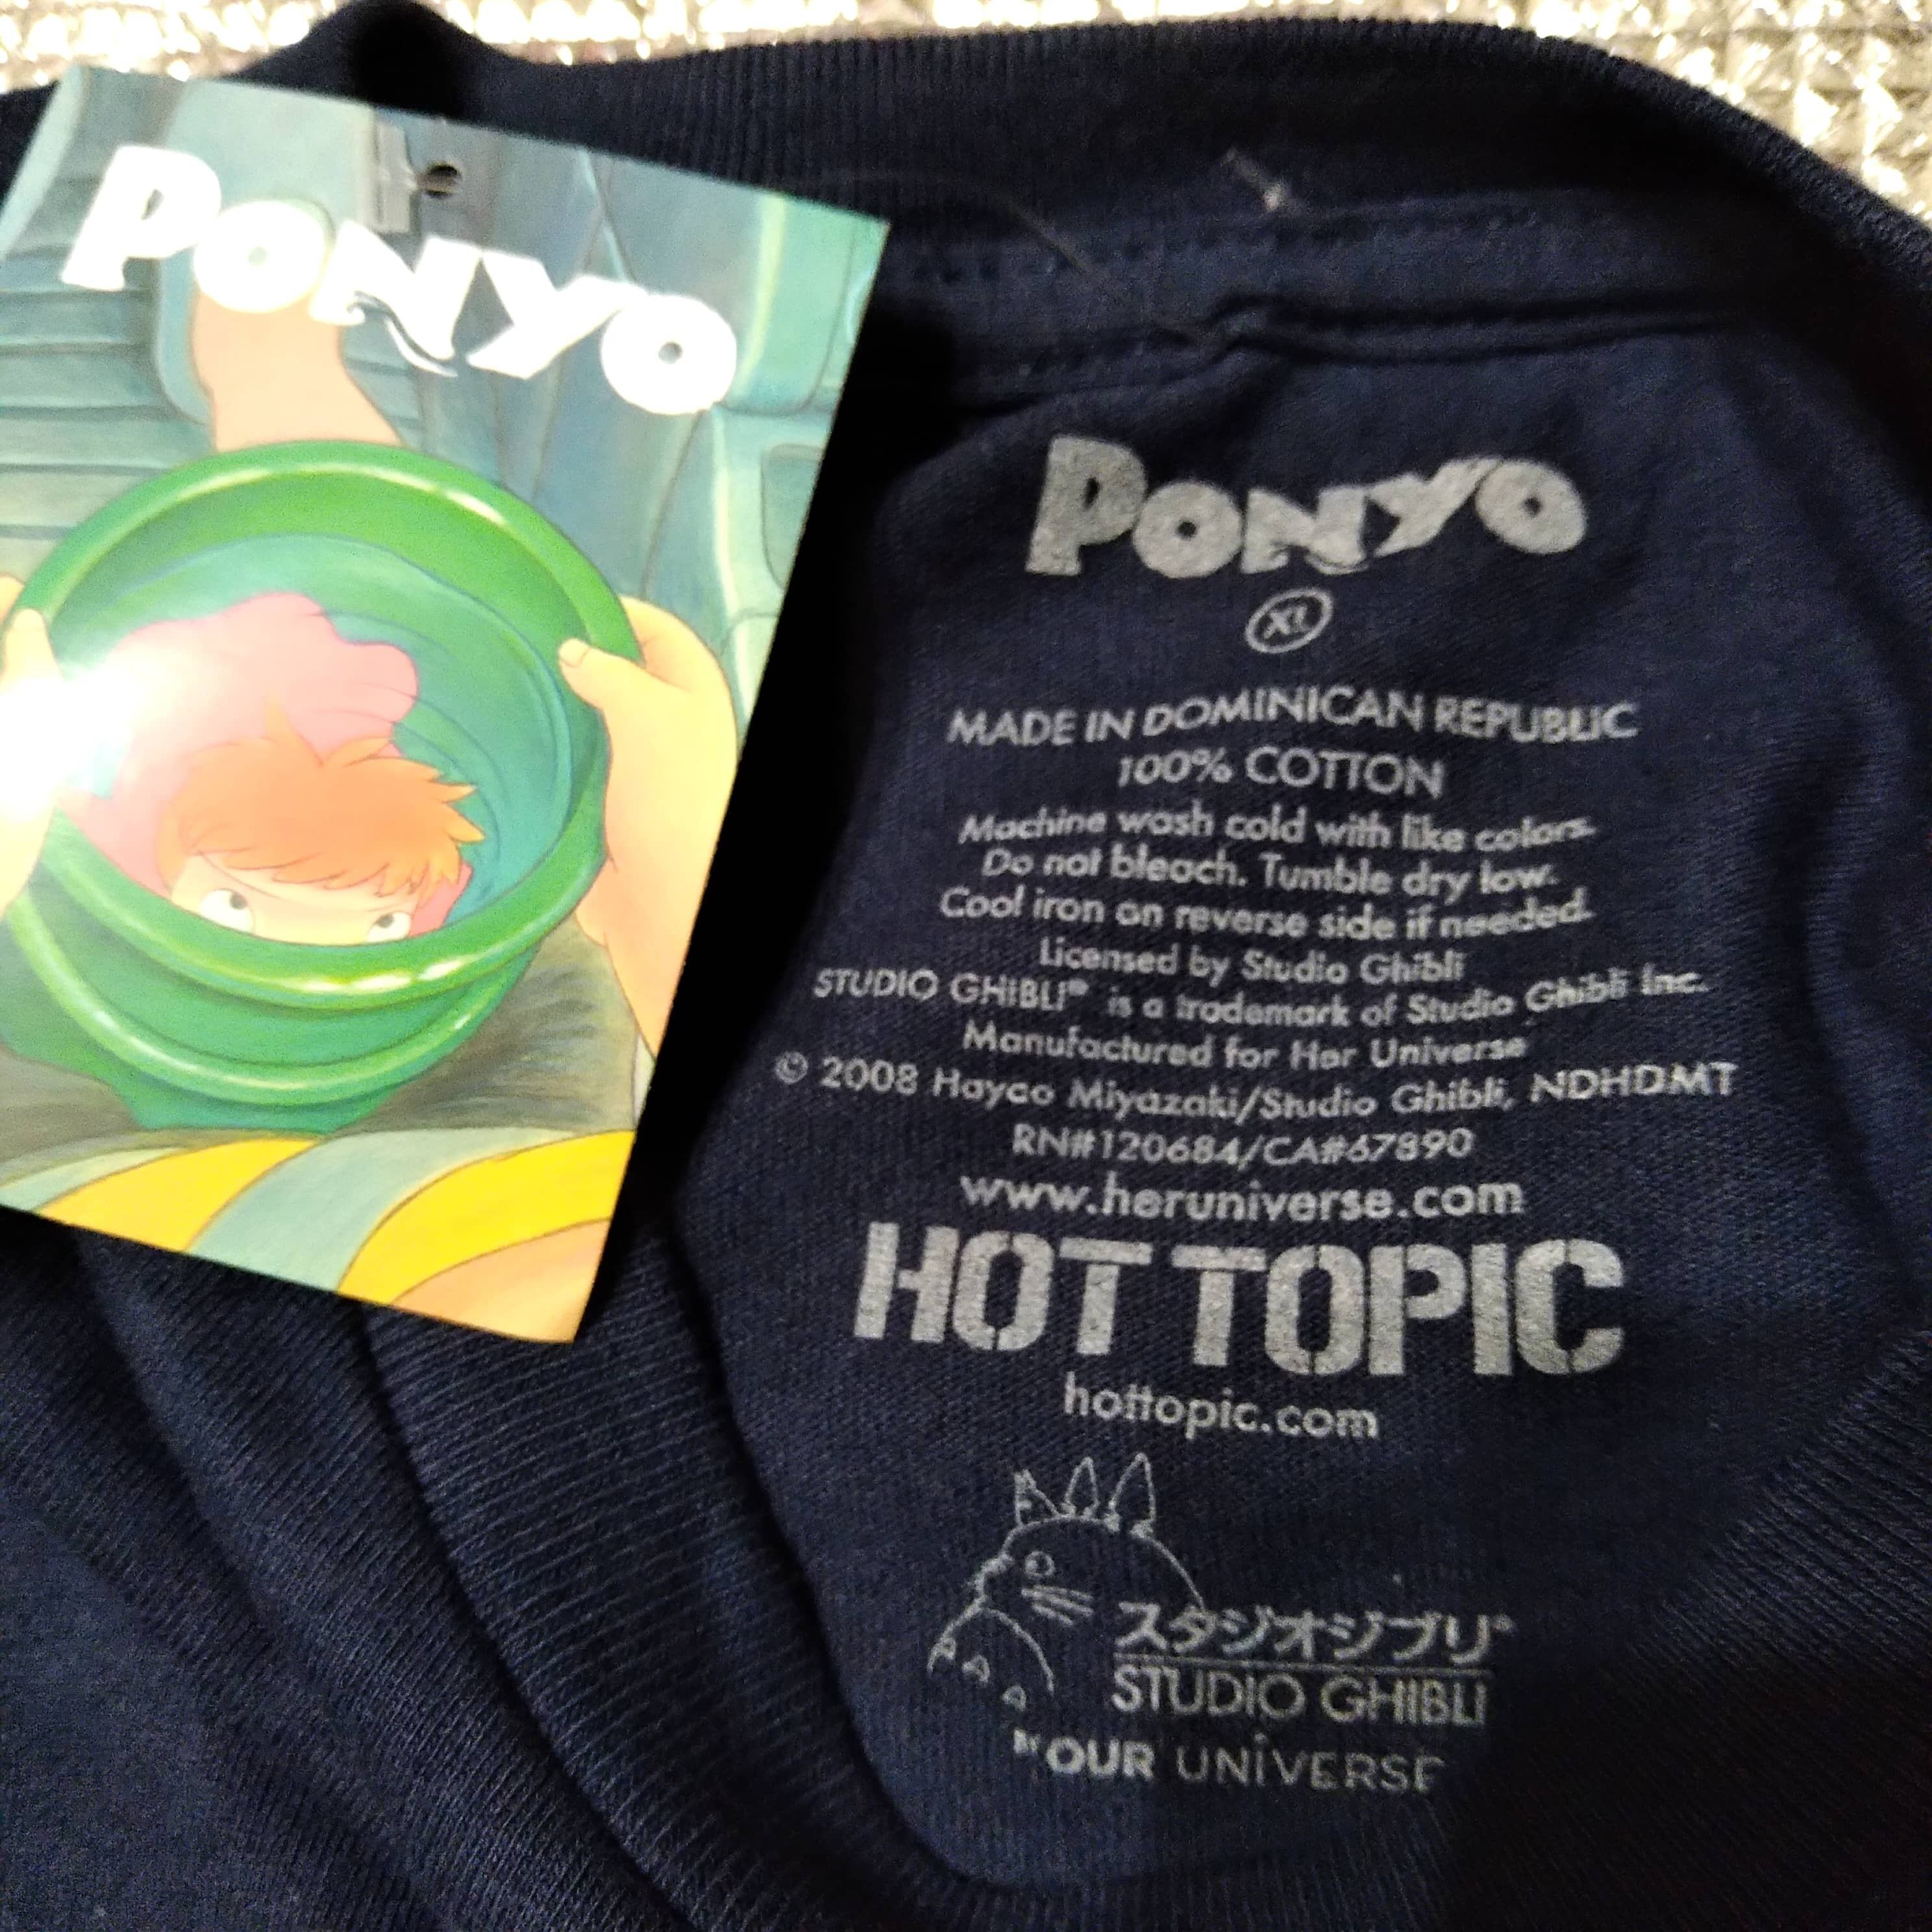 PONYO
PONYO
XL
MADE IN DOMINICAN REPUBLIC
100% COTTON
Machine wash cold with like colors.
Do not bleach. Tumble dry low.
Cool iron on reverse side if needed.
Licensed by Studio Ghibli
STUDIO GHIBLI® is a trademark of Studio Ghibli Inc.
Manufactured for Her Universe
© 2008 Hayao Miyazaki/Studio Ghibli, NDHDMT
RN#120684/CA#67890
www.heruniverse.com
HOT TOPIC
hottopic.com
スタジオジブリ®
STUDIO GHIBLI
BY OUR UNIVERSE